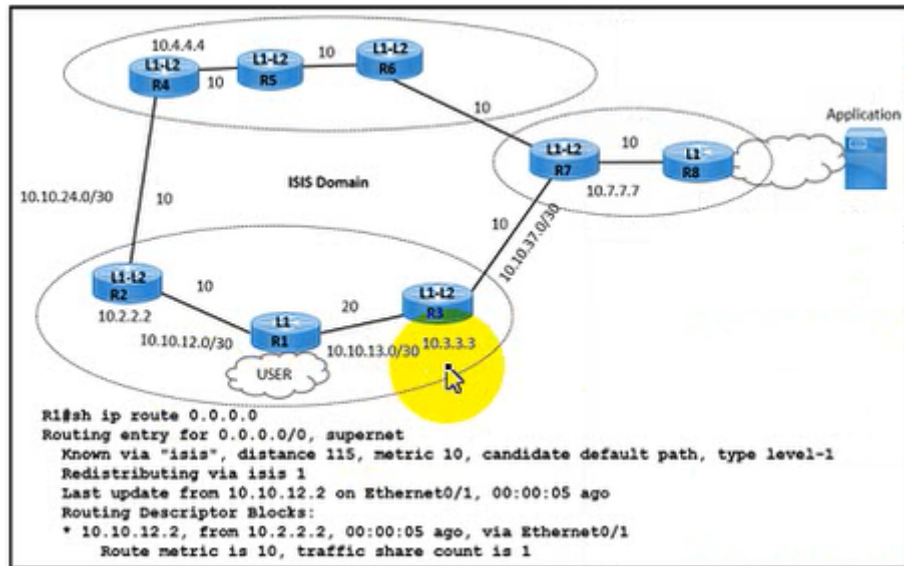 10.4.4.4
10
L1-L2
R6
L1-L2
R4
10
L1-L2
R5
10
Application
L1-L2
R7
10
L1
R8
10.7.7.7
ISIS Domain
10.10.24.0/30
10
10
10.10.37.0/30
L1-L2
R2
10
10.2.2.2
L1-L2
R3
20
L1
R1
10.10.12.0/30
10.10.13.0/30
10.3.3.3
USER
R1#sh ip route 0.0.0.0
Routing entry for 0.0.0.0/0, supernet
Known via "isis", distance 115, metric 10, candidate default path, type level-1
Redistributing via isis 1
Last update from 10.10.12.2 on Ethernet0/1, 00:00:05 ago
Routing Descriptor Blocks:
* 10.10.12.2, from 10.2.2.2, 00:00:05 ago, via Ethernet0/1
Route metric is 10, traffic share count is 1